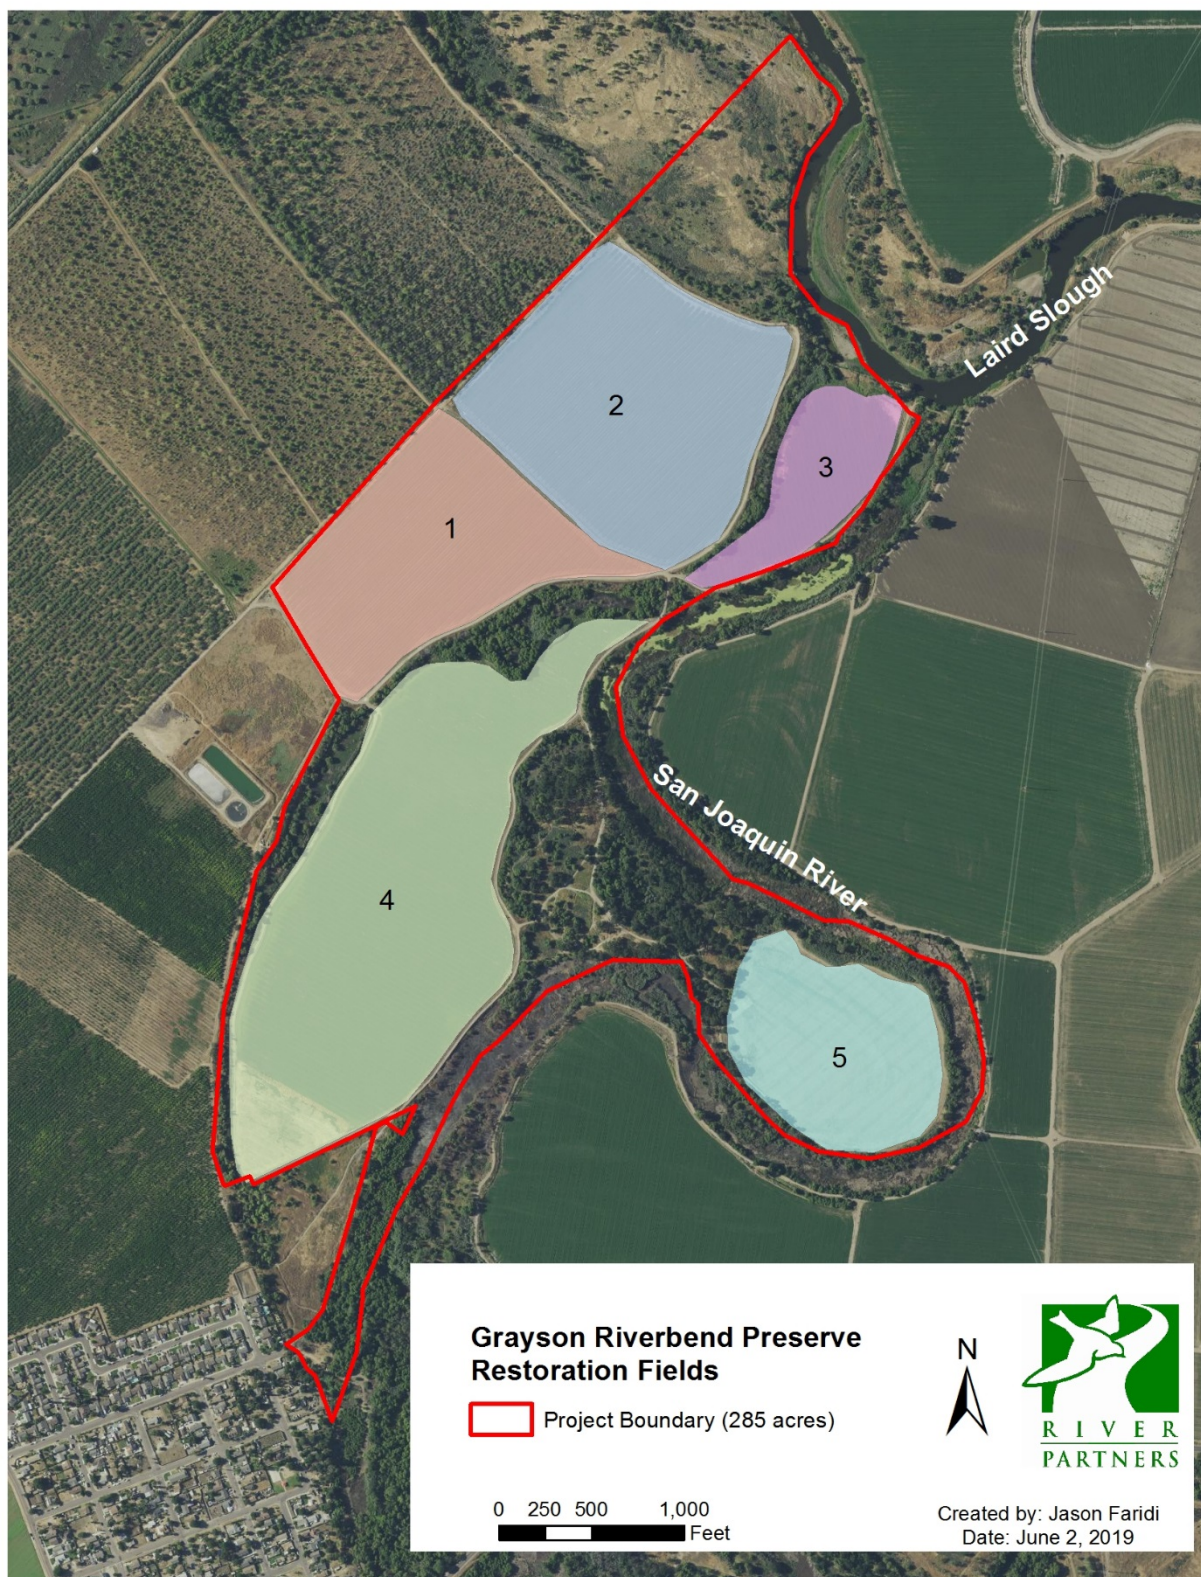 Laird Slough
2
3
1
San Joaquin River
4
5
Grayson Riverbend Preserve
Restoration Fields
Project Boundary (285 acres)
N
RIVER
PARTNERS
0 250 500 1,000
Feet
Created by: Jason Faridi
Date: June 2, 2019